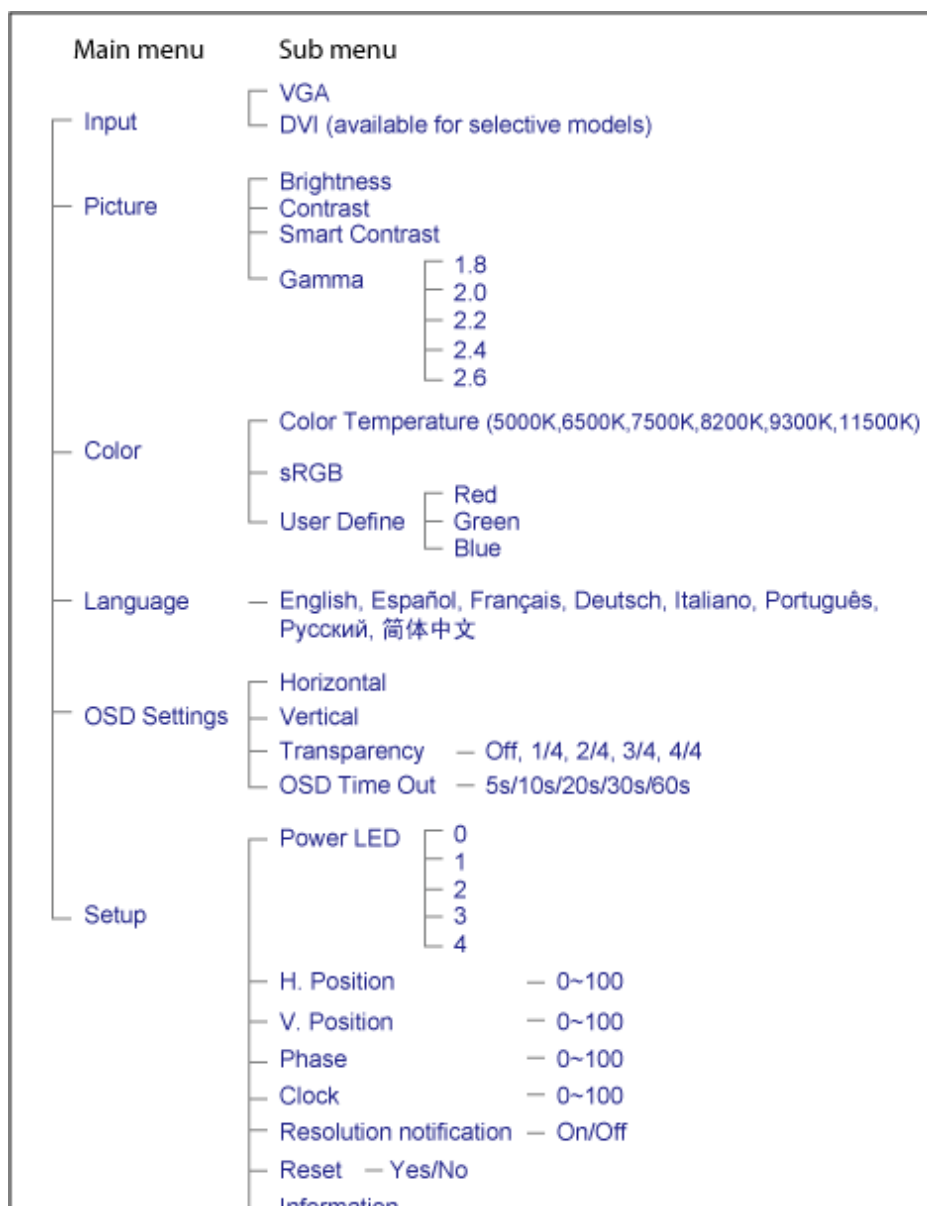 Main menu Sub menu
VGA
Input
DVI (available for selective models)
Brightness
Picture
Contrast
Smart Contrast
Gamma
1.8
2.0
2.2
2.4
2.6
Color Temperature (5000K,6500K,7500K,8200K,9300K,11500K)
Color
sRGB
User Define
Red
Green
Blue
Language
English, Español, Français, Deutsch, Italiano, Português,
Русский, 简体中文
Horizontal
OSD Settings
Vertical
Transparency — Off, 1/4, 2/4, 3/4, 4/4
OSD Time Out — 5s/10s/20s/30s/60s
Power LED
0
1
2
3
4
Setup
H. Position — 0~100
V. Position — 0~100
Phase — 0~100
Clock — 0~100
Resolution notification — On/Off
Reset — Yes/No
Information